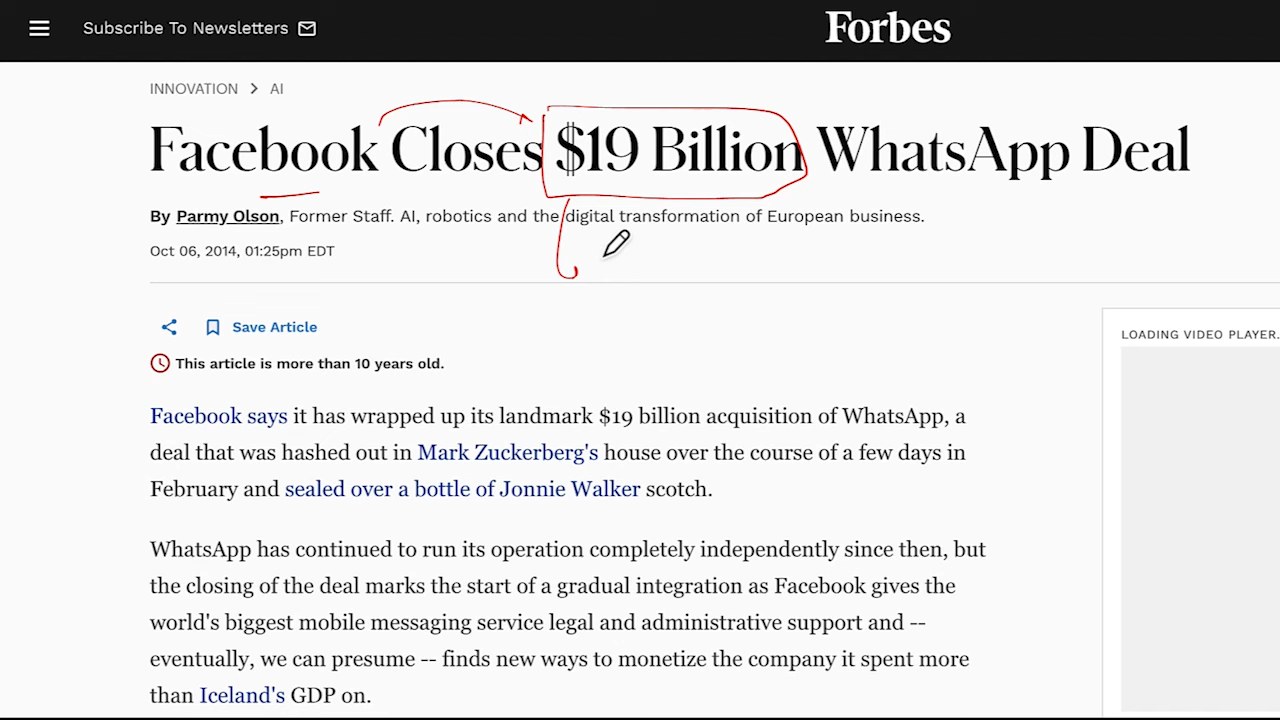 Subscribe To Newsletters
Forbes
INNOVATION > AI
Facebook Closes $19 Billion WhatsApp Deal
By Parmy Olson, Former Staff. AI, robotics and the digital transformation of European business.
Oct 06, 2014, 01:25pm EDT
Save Article
This article is more than 10 years old.
LOADING VIDEO PLAYER.
Facebook says it has wrapped up its landmark $19 billion acquisition of WhatsApp, a
deal that was hashed out in Mark Zuckerberg's house over the course of a few days in
February and sealed over a bottle of Jonnie Walker scotch.
WhatsApp has continued to run its operation completely independently since then, but
the closing of the deal marks the start of a gradual integration as Facebook gives the
world's biggest mobile messaging service legal and administrative support and --
eventually, we can presume -- finds new ways to monetize the company it spent more
than Iceland's GDP on.